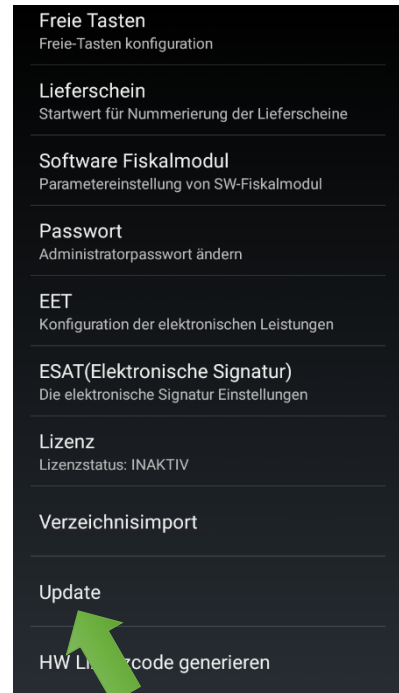 Freie Tasten
Freie-Tasten konfiguration
Lieferschein
Startwert für Nummerierung der Lieferscheine
Software Fiskalmodul
Parametereinstellung von SW-Fiskalmodul
Passwort
Administratorpasswort ändern
EET
Konfiguration der elektronischen Leistungen
ESAT(Elektronische Signatur)
Die elektronische Signatur Einstellungen
Lizenz
Lizenzstatus: INAKTIV
Verzeichnisimport
Update
HW generieren